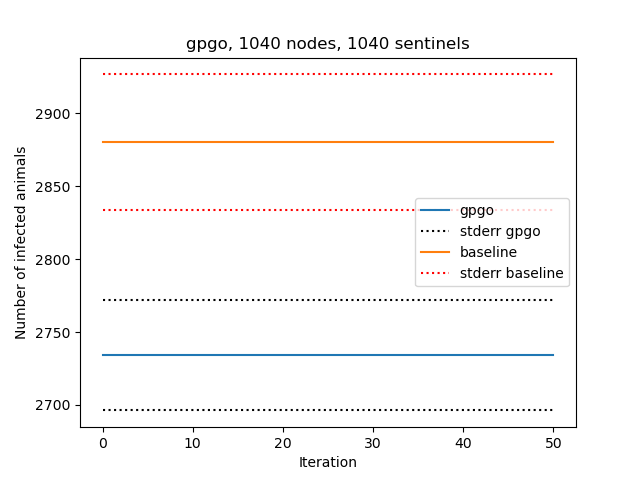 gpgo, 1040 nodes, 1040 sentinels
Number of infected animals
2900
2850
2800
2750
2700
gpgo
stderr gpgo
baseline
stderr baseline
0 10 20 30 40 50
Iteration